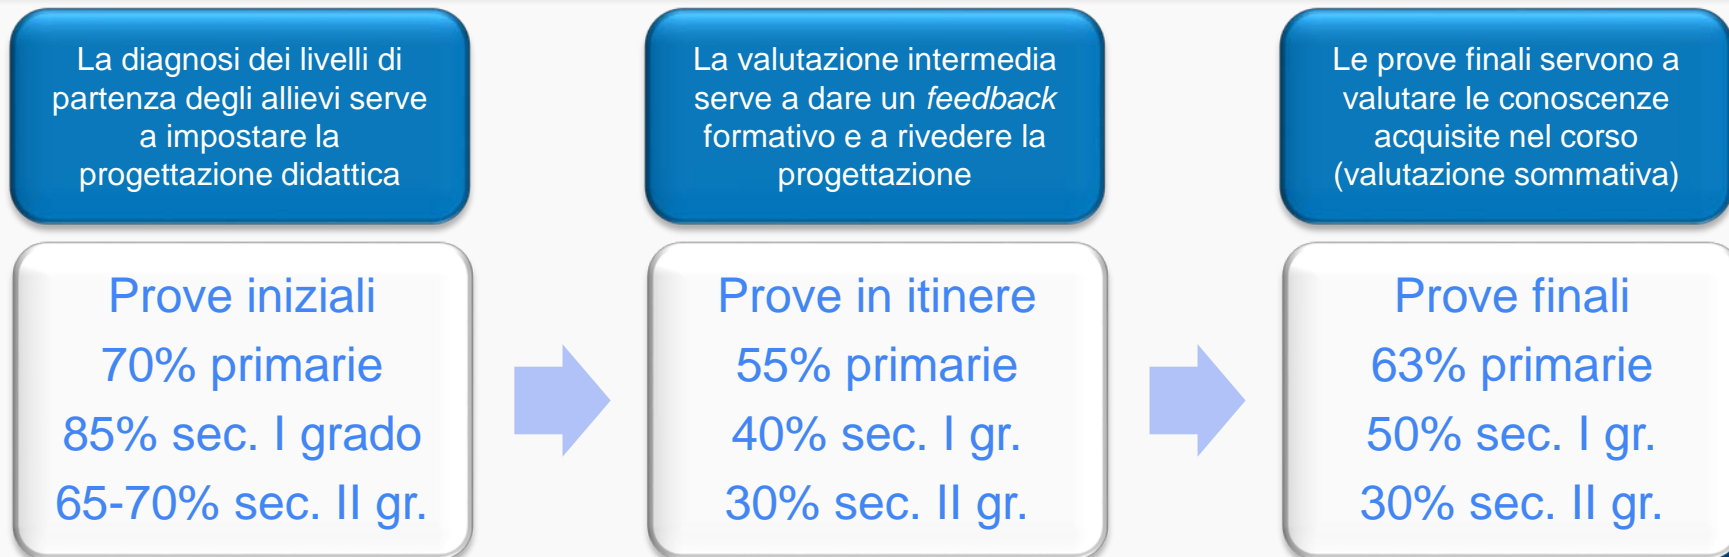 La diagnosi dei livelli di
partenza degli allievi serve
a impostare la
progettazione didattica
La valutazione intermedia
serve a dare un feedback
formativo e a rivedere la
progettazione
Le prove finali servono a
valutare le conoscenze
acquisite nel corso
(valutazione sommativa)
Prove iniziali
70% primarie
85% sec. I grado
65-70% sec. II gr.
Prove in itinere
55% primarie
40% sec. I gr.
30% sec. II gr.
Prove finali
63% primarie
50% sec. I gr.
30% sec. II gr.